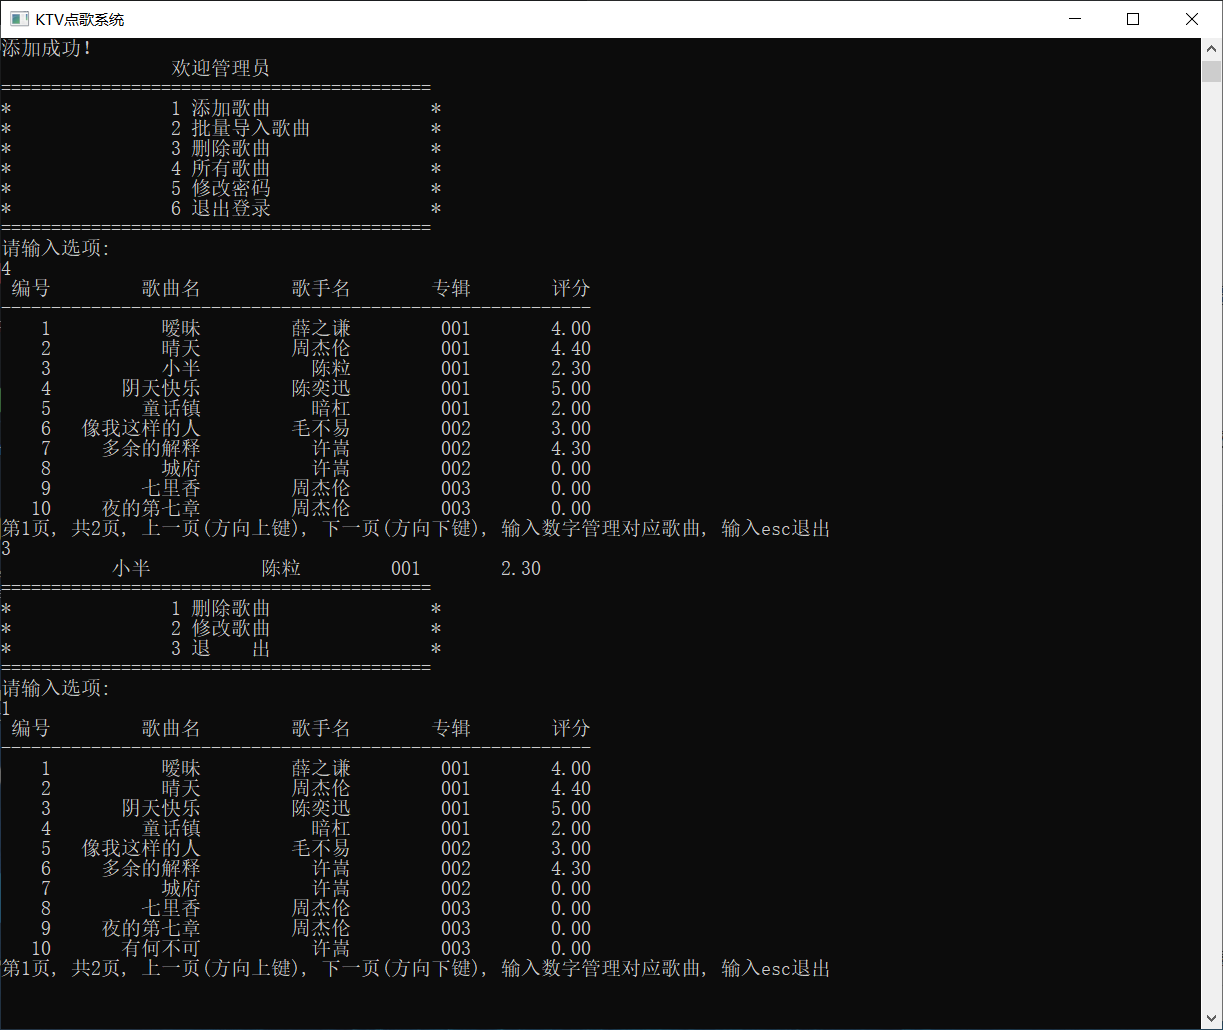 KTV点歌系统
添加成功!
欢迎管理员
===========================================
* 1 添加歌曲 *
* 2 批量导入歌曲 *
* 3 删除歌曲 *
* 4 所有歌曲 *
* 5 修改密码 *
* 6 退出登录 *
===========================================
请输入选项:
4
编号 歌曲名 歌手名 专辑 评分
-----------------------------------------------------------
1 暧昧 薛之谦 001 4.00
2 晴天 周杰伦 001 4.40
3 小半 陈粒 001 2.30
4 阴天快乐 陈奕迅 001 5.00
5 童话镇 暗杠 001 2.00
6 像我这样的人 毛不易 002 3.00
7 多余的解释 许嵩 002 4.30
8 城府 许嵩 002 0.00
9 七里香 周杰伦 003 0.00
10 夜的第七章 周杰伦 003 0.00
第1页, 共2页, 上一页(方向上键), 下一页(方向下键), 输入数字管理对应歌曲, 输入esc退出
3
小半 陈粒 001 2.30
===========================================
* 1 删除歌曲 *
* 2 修改歌曲 *
* 3 退 出 *
===========================================
请输入选项:
1
编号 歌曲名 歌手名 专辑 评分
-----------------------------------------------------------
1 暧昧 薛之谦 001 4.00
2 晴天 周杰伦 001 4.40
3 阴天快乐 陈奕迅 001 5.00
4 童话镇 暗杠 001 2.00
5 像我这样的人 毛不易 002 3.00
6 多余的解释 许嵩 002 4.30
7 城府 许嵩 002 0.00
8 七里香 周杰伦 003 0.00
9 夜的第七章 周杰伦 003 0.00
10 有何不可 许嵩 003 0.00
第1页, 共2页, 上一页(方向上键), 下一页(方向下键), 输入数字管理对应歌曲, 输入esc退出